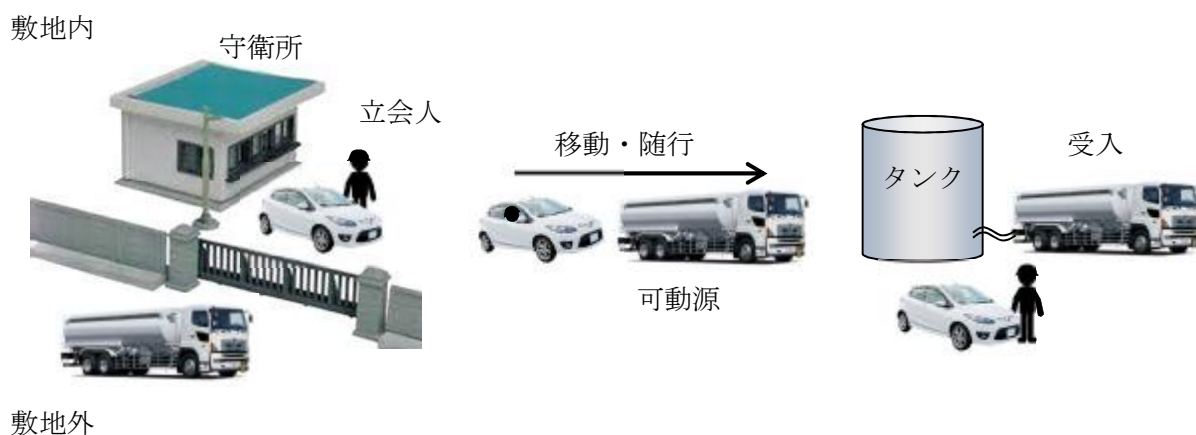 敷地内
守衛所
立会人
移動・随行
可動源
タンク
受入
敷地外